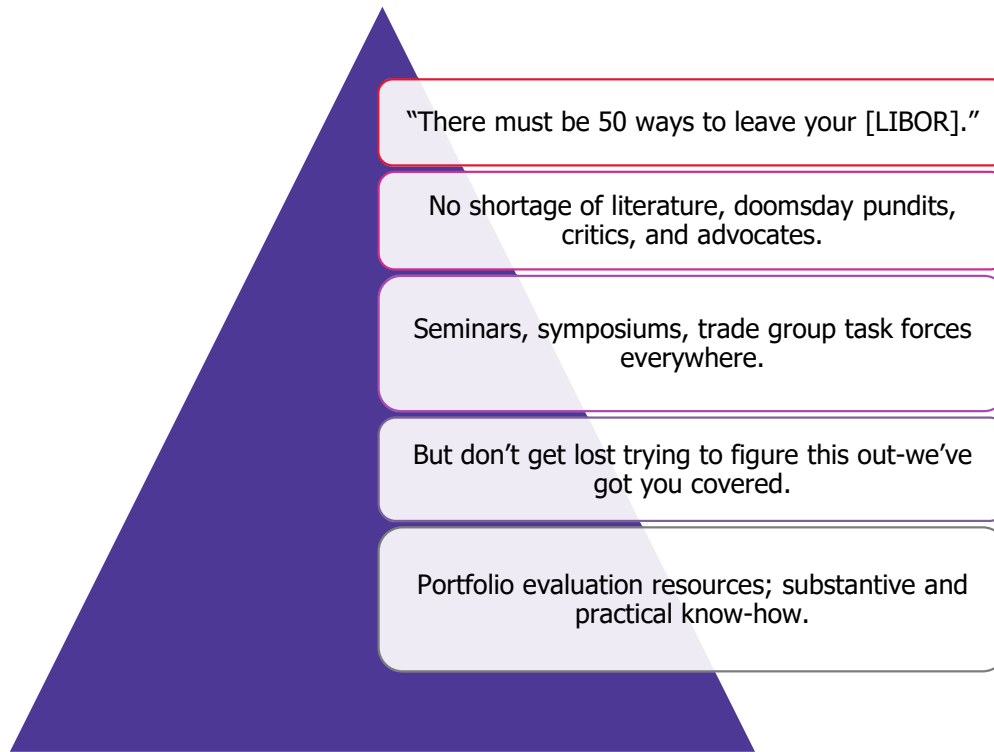 “There must be 50 ways to leave your [LIBOR].”
No shortage of literature, doomsday pundits,
critics, and advocates.
Seminars, symposiums, trade group task forces
everywhere.
But don’t get lost trying to figure this out-we’ve
got you covered.
Portfolio evaluation resources; substantive and
practical know-how.